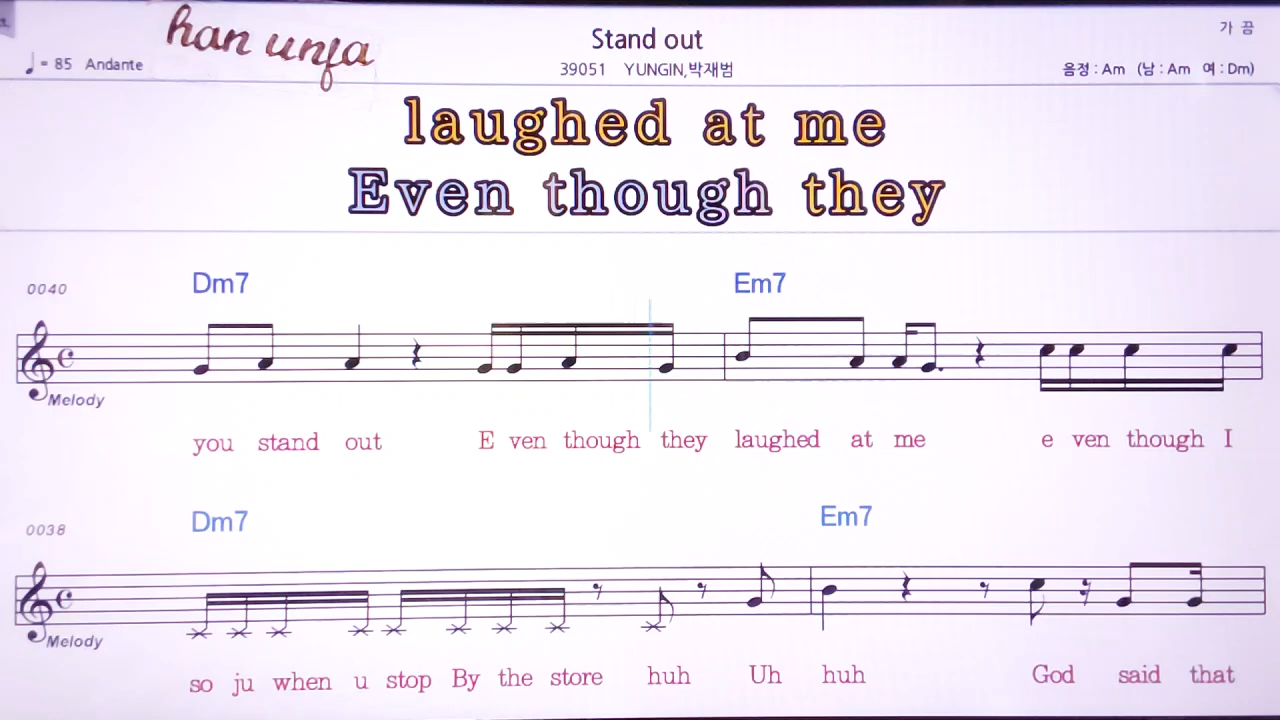 han unja
Stand out
가 끔
♩ = 85 Andante
39051 YUNGIN,박재범
음정 : Am (남 : Am 여 : Dm)
laughed at me
Even though they
0040
Dm7 Em7
Melody
you stand out E ven though they laughed at me e ven though I
0038
Dm7 Em7
Melody
so ju when u stop By the store huh Uh huh God said that